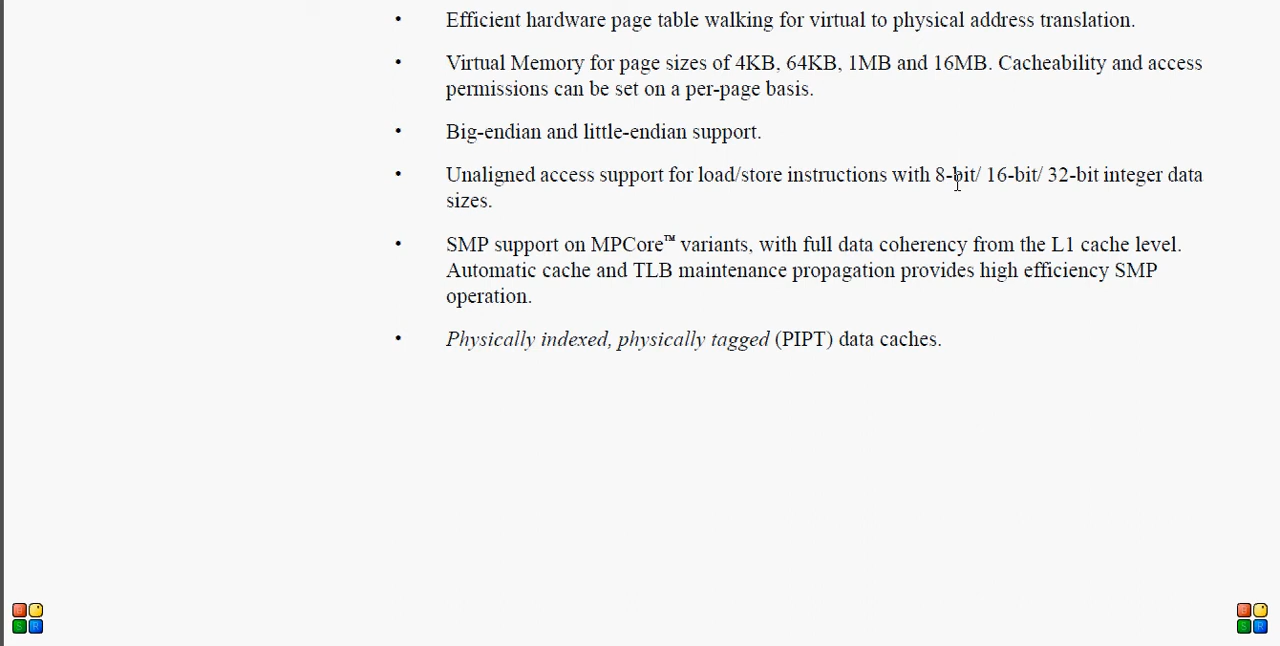 • Efficient hardware page table walking for virtual to physical address translation.
• Virtual Memory for page sizes of 4KB, 64KB, 1MB and 16MB. Cacheability and access
permissions can be set on a per-page basis.
• Big-endian and little-endian support.
• Unaligned access support for load/store instructions with 8-bit/ 16-bit/ 32-bit integer data
sizes.
• SMP support on MPCore™ variants, with full data coherency from the L1 cache level.
Automatic cache and TLB maintenance propagation provides high efficiency SMP
operation.
• Physically indexed, physically tagged (PIPT) data caches.